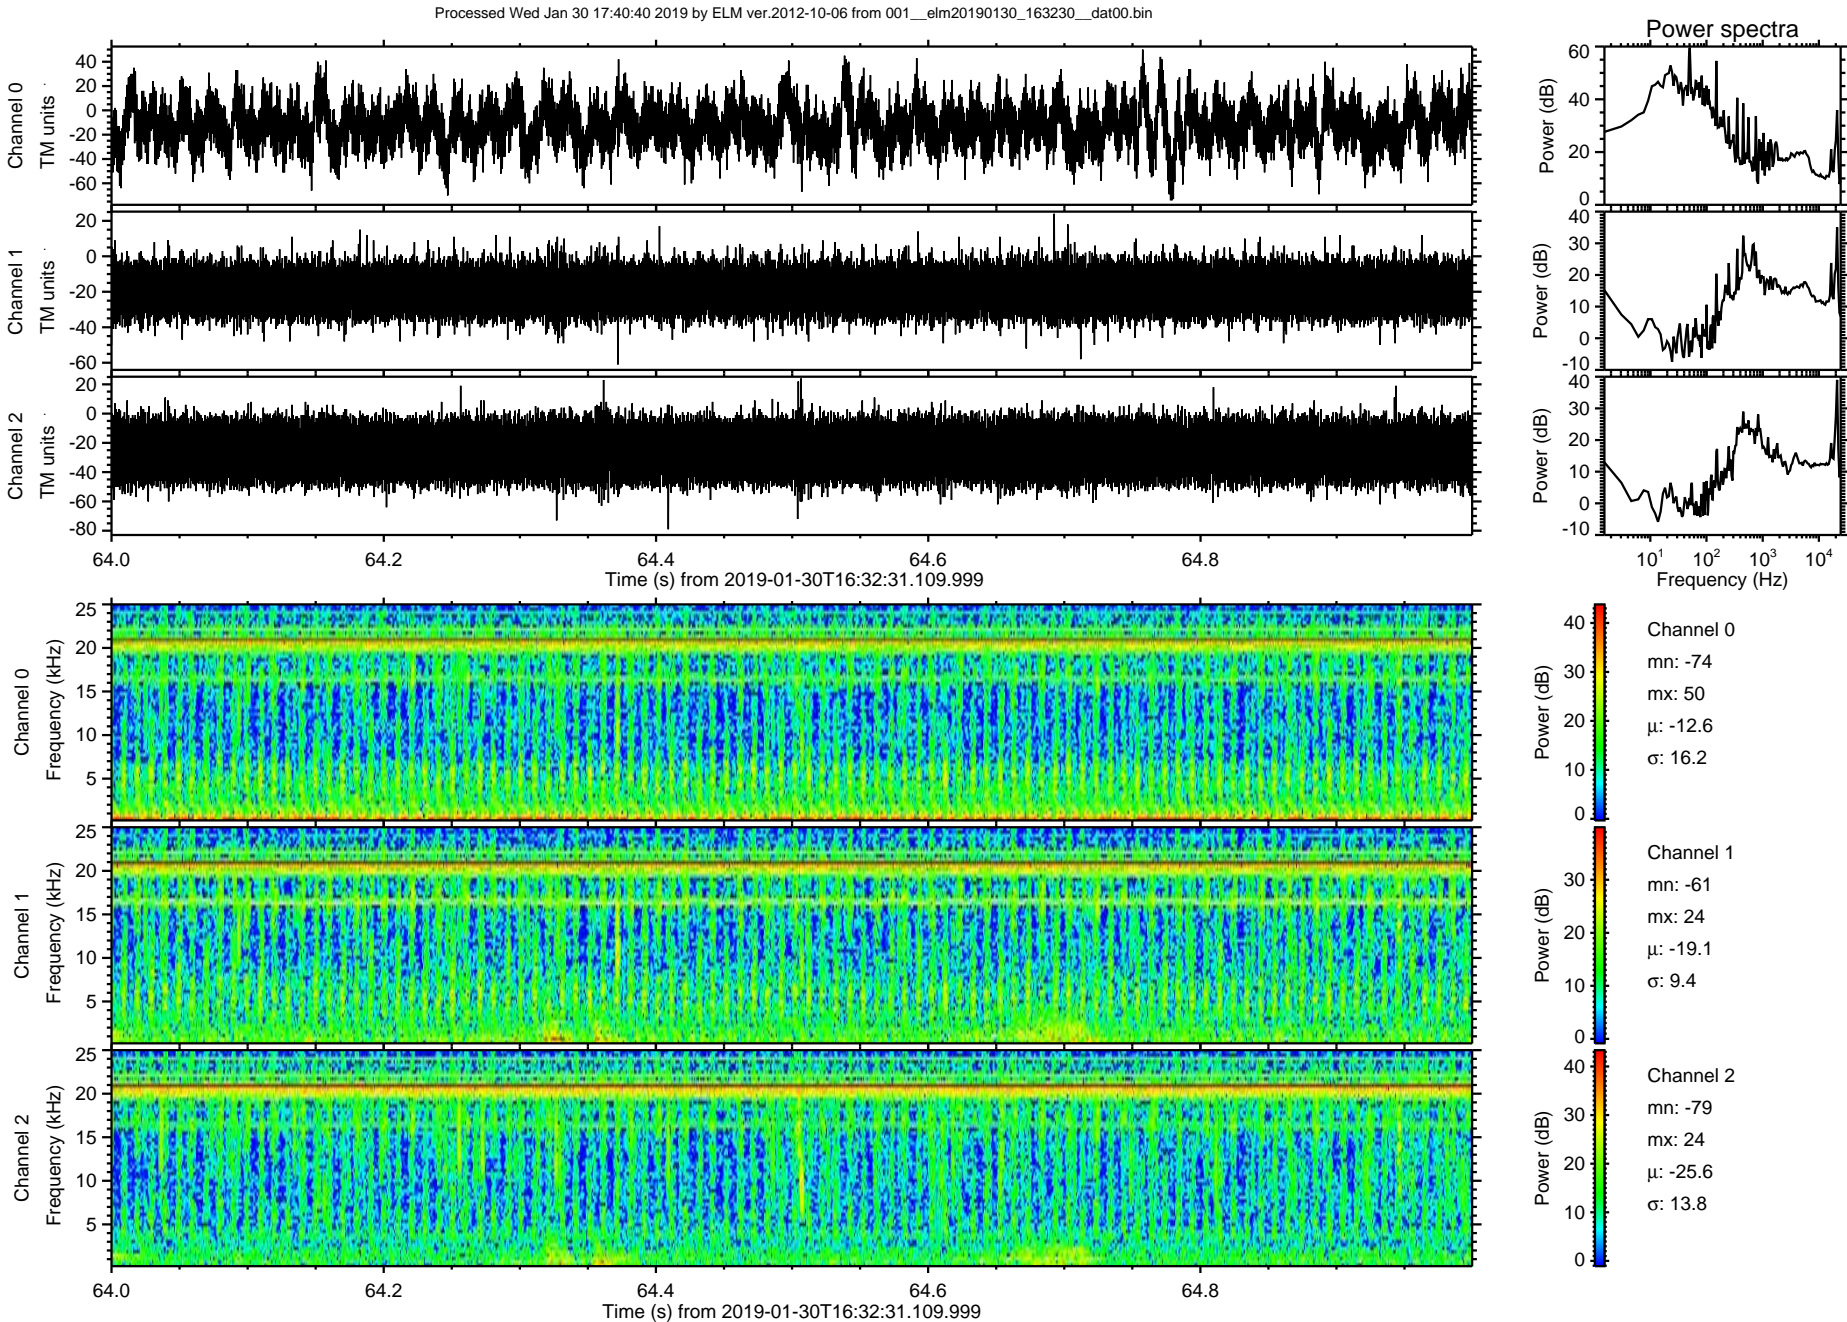 Processed Wed Jan 30 17:40:40 2019 by ELM ver.2012-10-06 from 001__elm20190130_163230__dat00.bin
Power spectra
Channel 0
TM units
40
20
0
-20
-40
-60
Power (dB)
60
40
20
0
Channel 1
TM units
20
0
-20
-40
-60
Power (dB)
40
30
20
10
0
-10
Channel 2
TM units
20
0
-20
-40
-60
-80
Power (dB)
40
30
20
10
0
-10
64.0 64.2 64.4 64.6 64.8
Time (s) from 2019-01-30T16:32:31.109.999
10¹ 10² 10³ 10⁴
Frequency (Hz)
Channel 0
Frequency (kHz)
25
20
15
10
5
Power (dB)
40
30
20
10
0
Channel 0
mn: -74
mx: 50
μ: -12.6
σ: 16.2
Channel 1
Frequency (kHz)
25
20
15
10
5
Power (dB)
30
20
10
0
Channel 1
mn: -61
mx: 24
μ: -19.1
σ: 9.4
Channel 2
Frequency (kHz)
25
20
15
10
5
Power (dB)
40
30
20
10
0
Channel 2
mn: -79
mx: 24
μ: -25.6
σ: 13.8
64.0 64.2 64.4 64.6 64.8
Time (s) from 2019-01-30T16:32:31.109.999